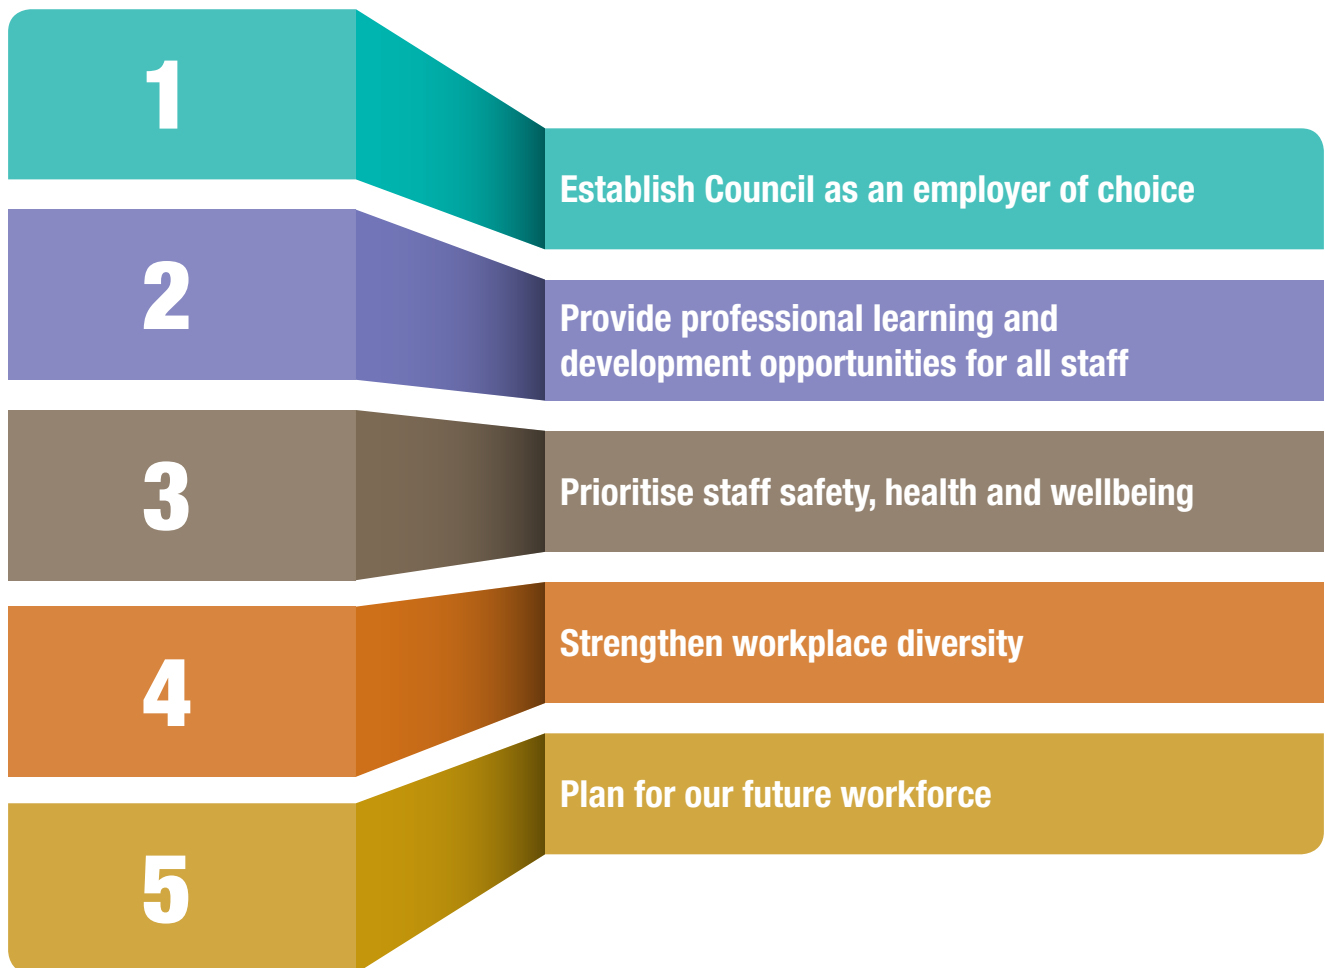 1
Establish Council as an employer of choice
2
Provide professional learning and
development opportunities for all staff
3
Prioritise staff safety, health and wellbeing
4
Strengthen workplace diversity
5
Plan for our future workforce